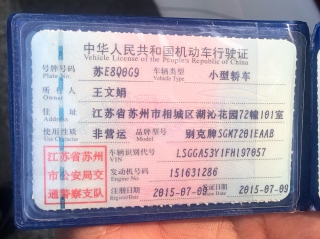 中华人民共和国机动车行驶证
Vehicle License of the People's Republic of China
号牌号码 苏E8Q0G9 车辆类型 小型轿车
Plate No. Vehicle Type
所有人 王文娟
Owner
住址 江苏省苏州市相城区湖沁花园72幢101室
Address
使用性质 非营运 品牌型号 别克牌SGM7201EAAB
Use Character Model
江苏省苏州市公安局交通警察支队
车辆识别代号 LSGGA53Y1FH197057
VIN
发动机号码 151631286
Engine No.
注册日期 2015-07-09 发证日期 2015-07-09
Register Date Issue Date